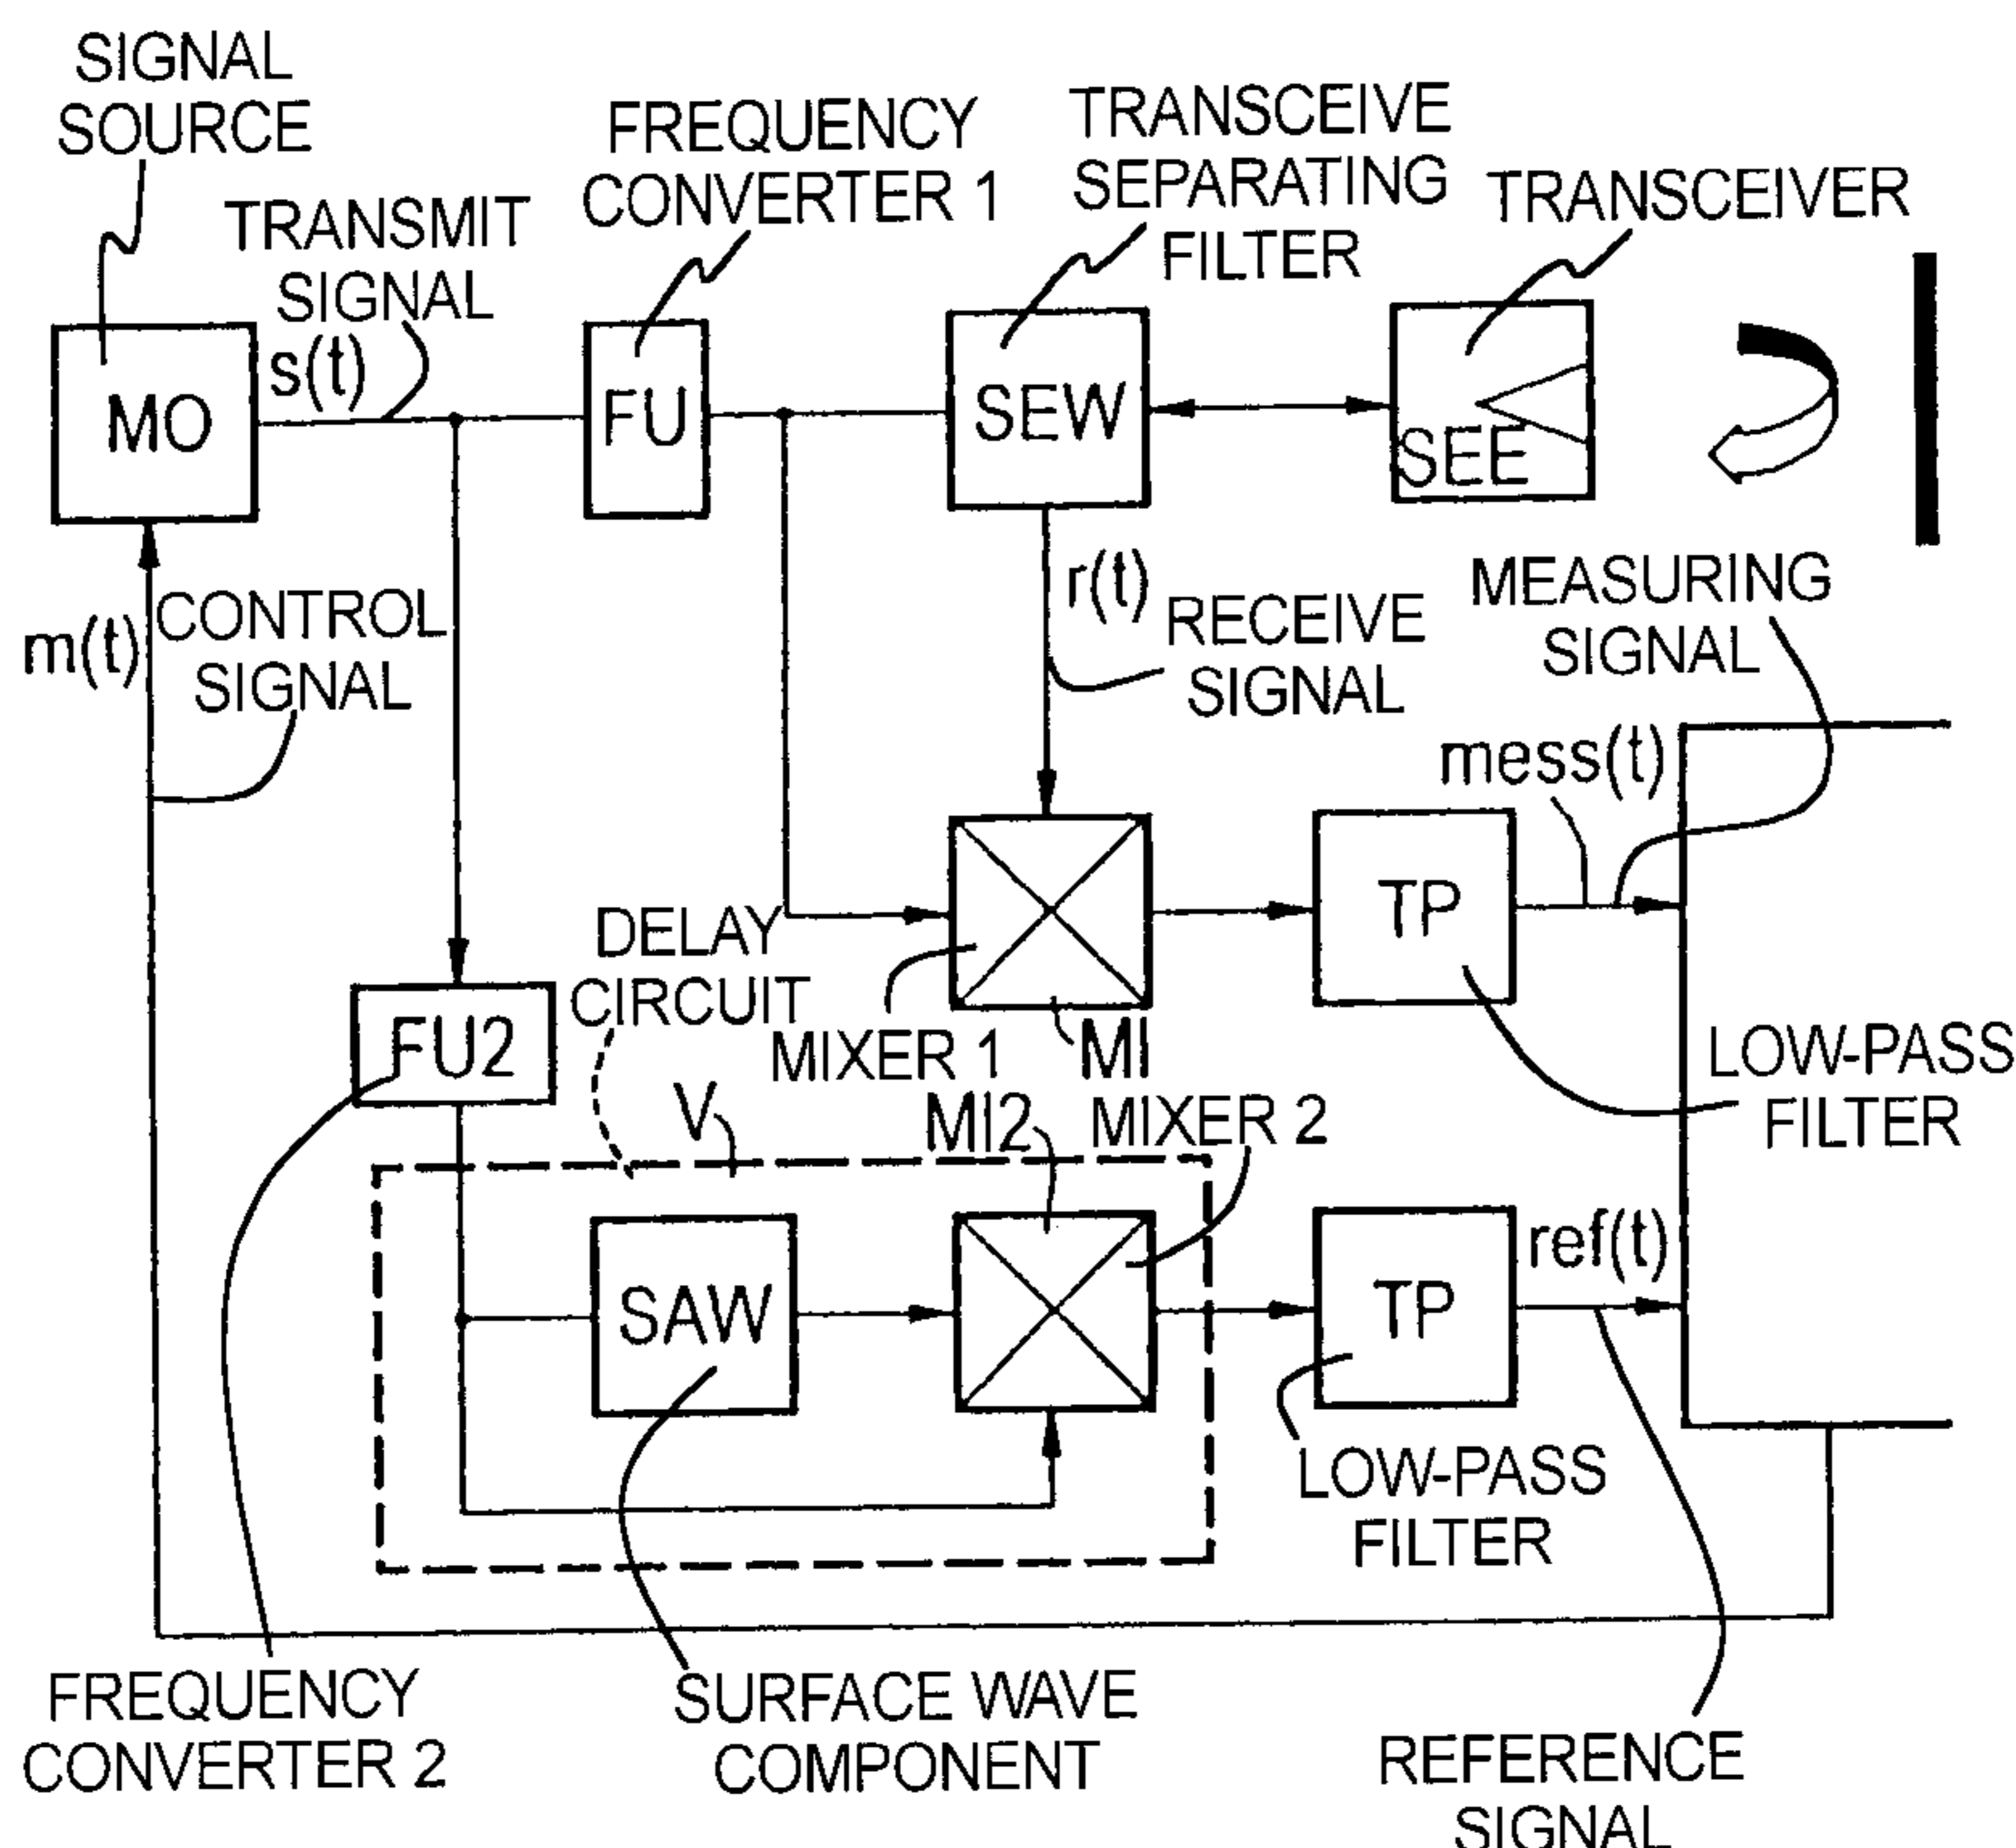 SIGNAL
SOURCE
TRANSMIT
SIGNAL
s(t)
FREQUENCY
CONVERTER 1
TRANSCEIVE
SEPARATING
FILTER
TRANSCEIVER
MO
FU
SEW
SEE
m(t)
CONTROL
SIGNAL
r(t)
RECEIVE
SIGNAL
MEASURING
SIGNAL
mess(t)
DELAY
CIRCUIT
MIXER 1
MI
TP
LOW-PASS
FILTER
FU2
V
MI2
MIXER 2
SAW
TP
ref(t)
LOW-PASS
FILTER
FREQUENCY
CONVERTER 2
SURFACE WAVE
COMPONENT
REFERENCE
SIGNAL